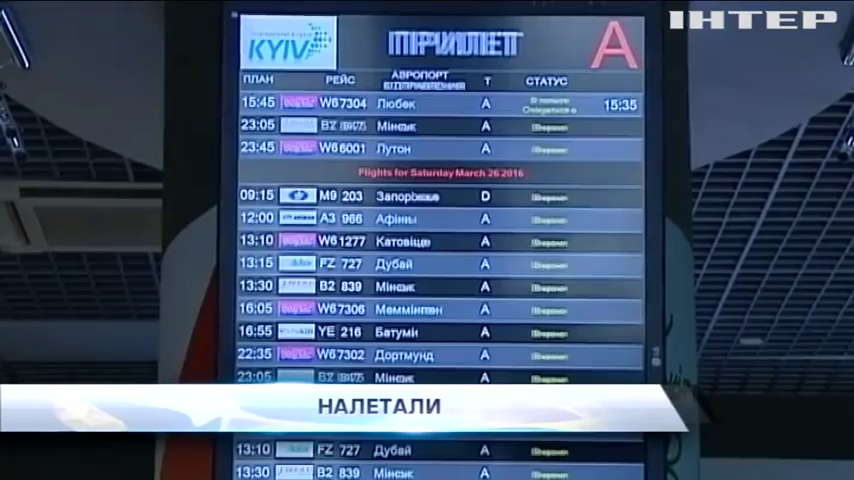 ІНТЕР
International Airport
KYIV
ПРИЛЕТ
A
ПЛАН РЕЙС АЕРОПОРТ ВІДПРАВЛЕННЯ Т СТАТУС
15:45 W6 7304 Любек A 15:35
23:05 Мінськ A
23:45 W6 6001 Лутон A
Flights for Saturday March 26 2016
09:15 M9 203 Запоріжжя D
12:00 A3 966 Афіны A
13:10 W6 1277 Катовіце A
13:15 FZ 727 Дубай A
13:30 B2 839 Мінськ A
16:05 W6 7306 Меммінген A
16:55 YE 216 Батумі A
22:35 W6 7302 Дортмунд A
23:05 Мінськ A
НАЛЕТАЛИ
13:10 FZ 727 Дубай A
13:30 B2 839 Мінськ A